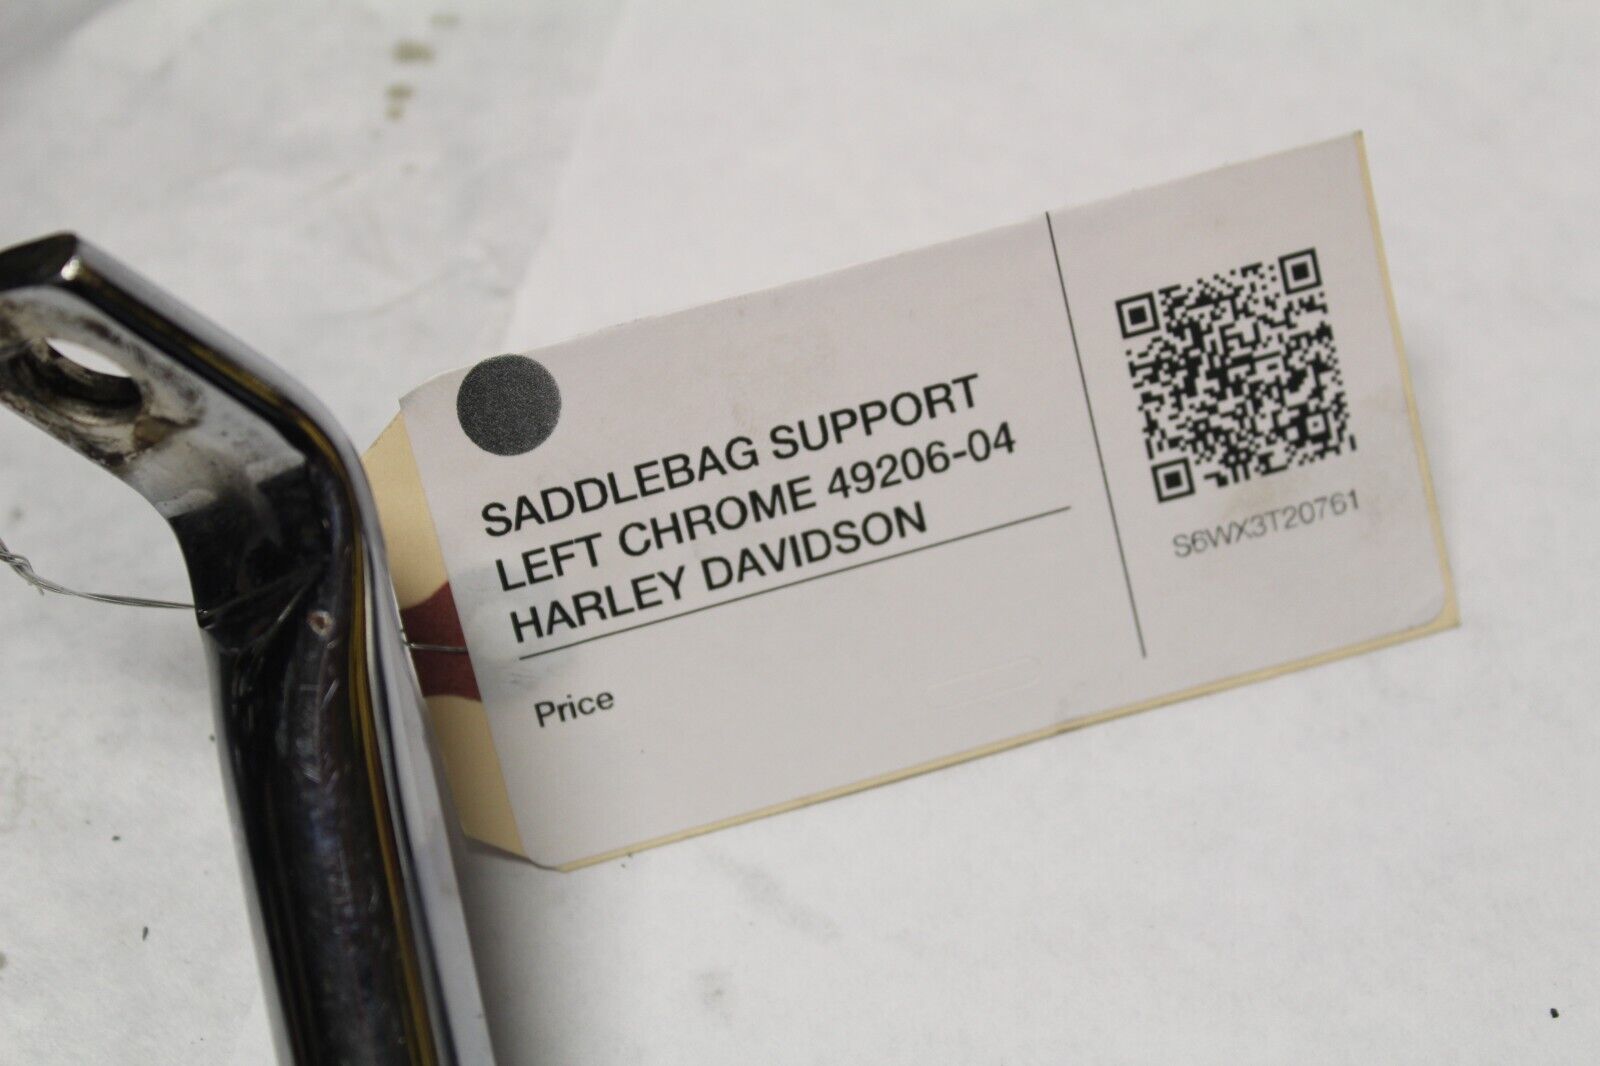 SADDLEBAG SUPPORT
LEFT CHROME 49206-04
HARLEY DAVIDSON
Price
S6WX3T20761